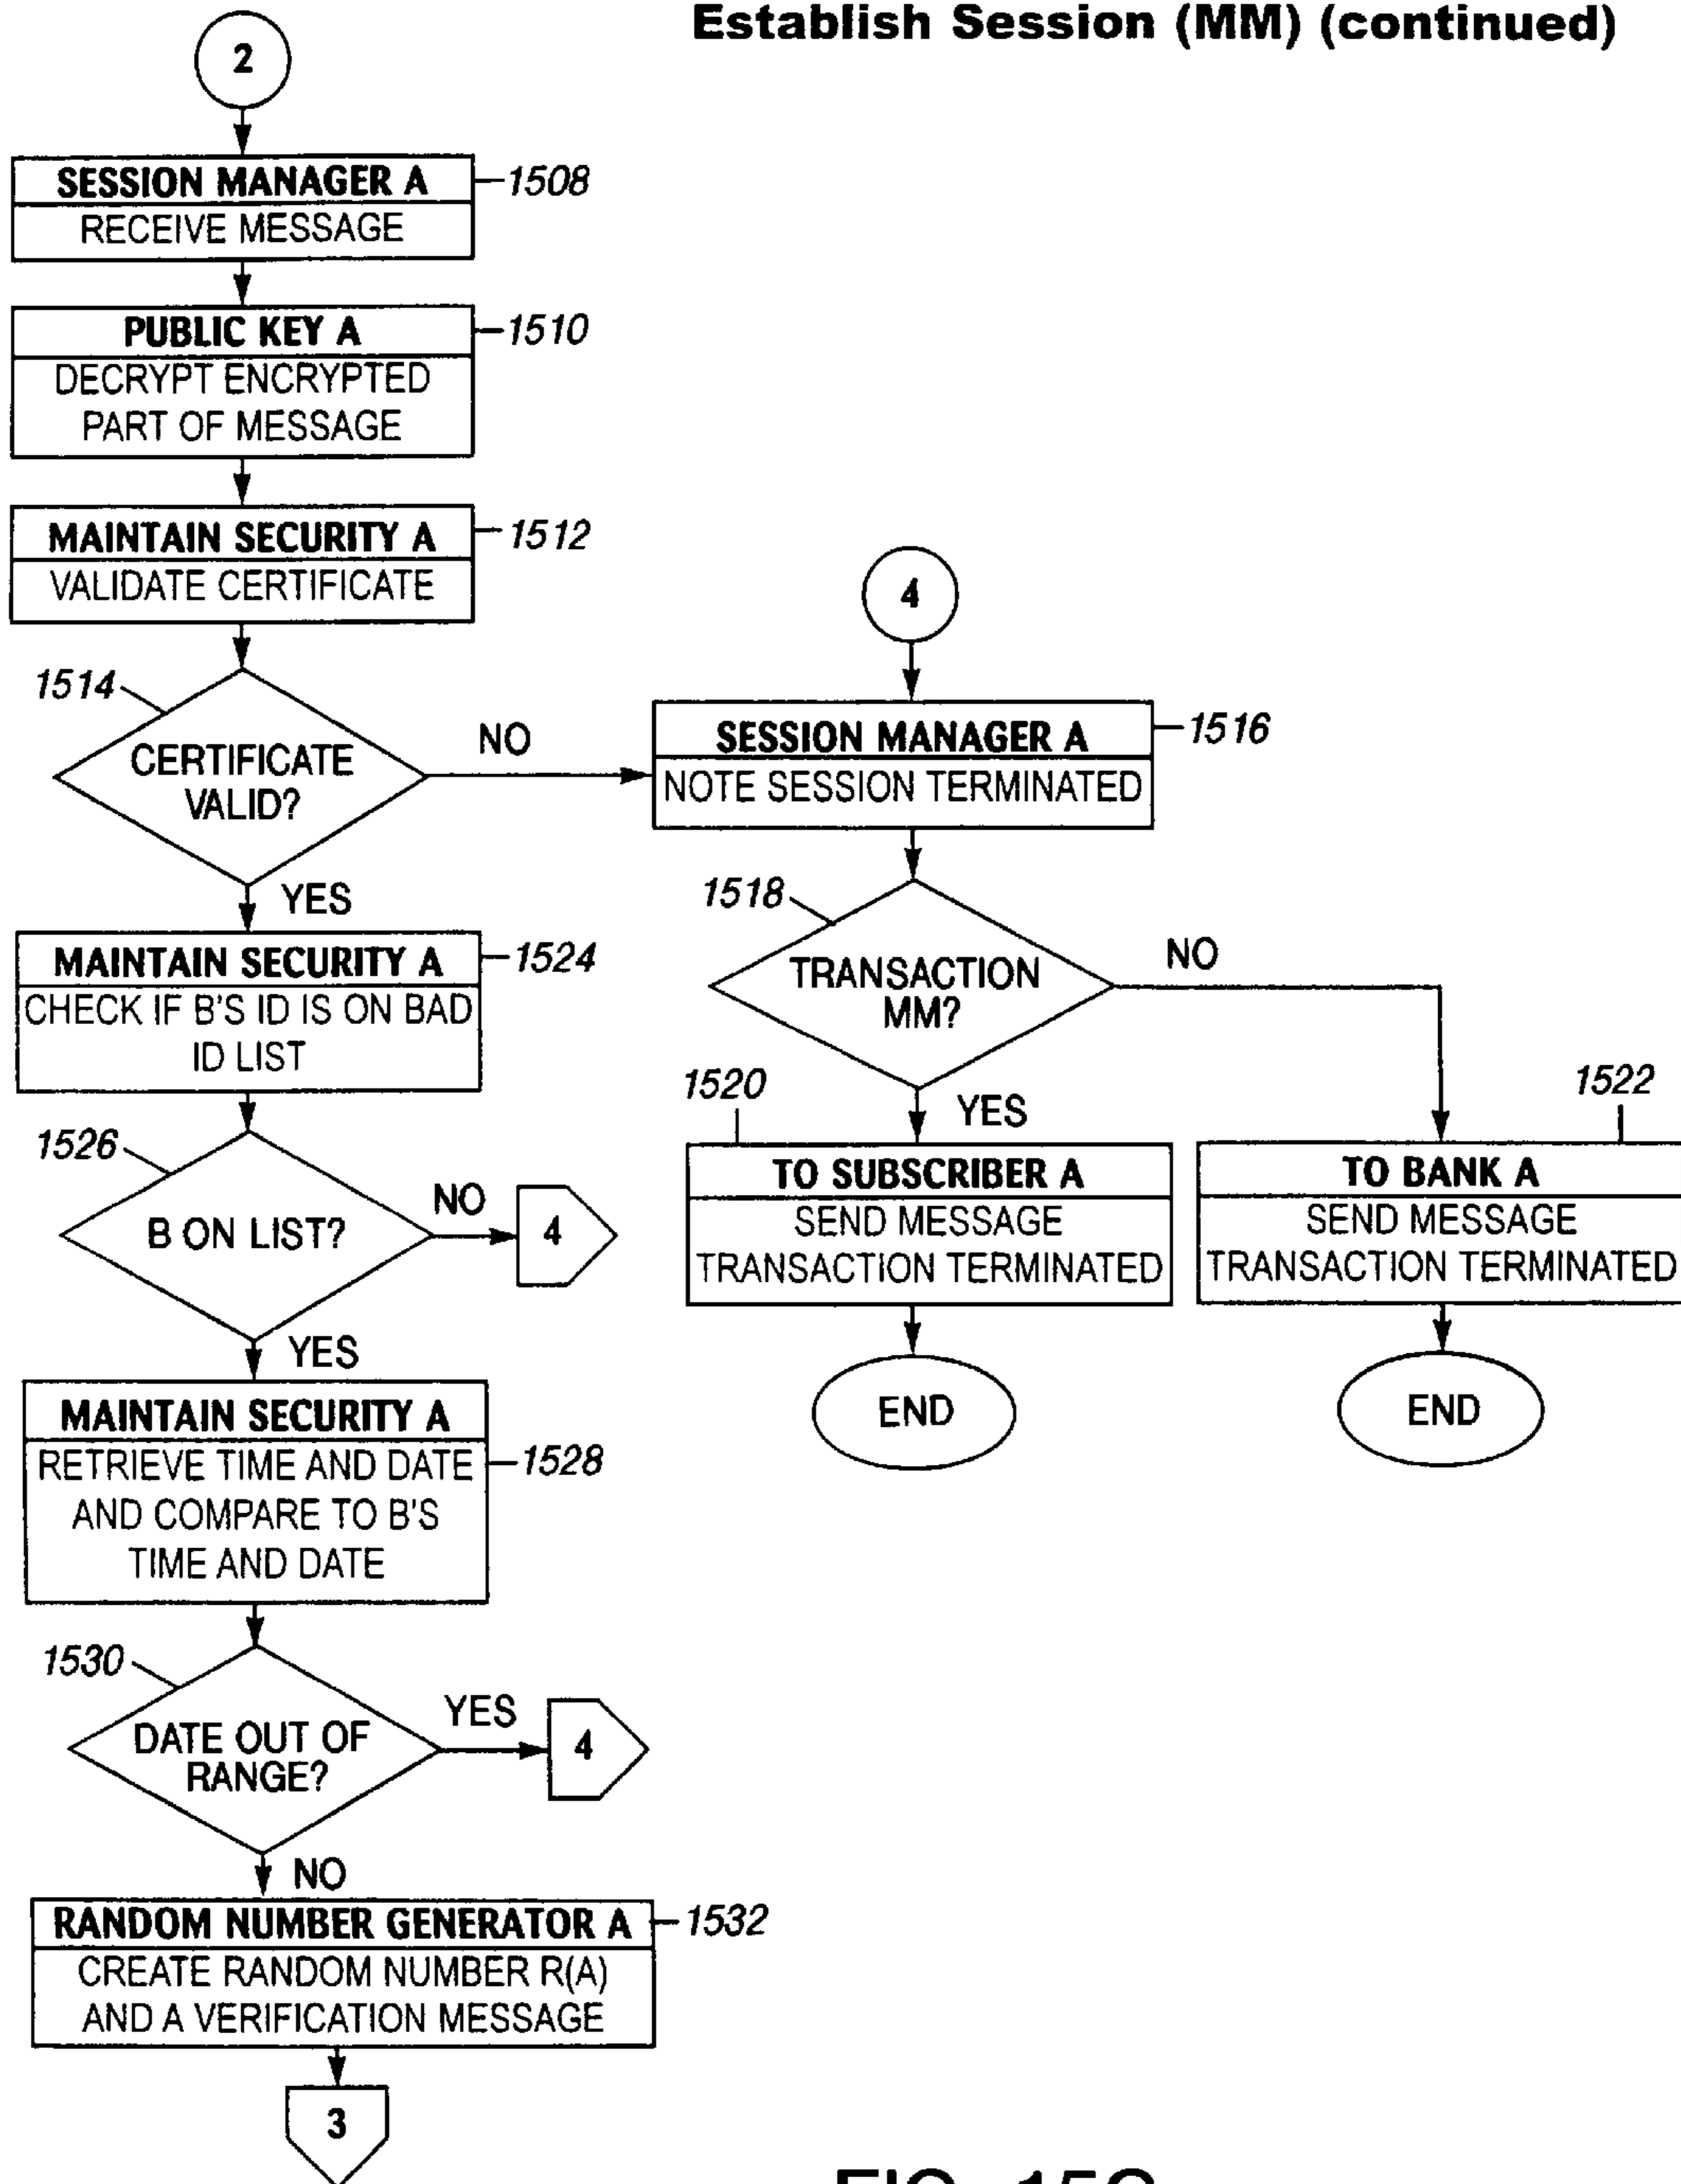 Establish Session (MM) (continued)
2
SESSION MANAGER A
1508
RECEIVE MESSAGE
PUBLIC KEY A
1510
DECRYPT ENCRYPTED
PART OF MESSAGE
MAINTAIN SECURITY A
1512
VALIDATE CERTIFICATE
1514
CERTIFICATE
VALID?
NO
YES
4
SESSION MANAGER A
1516
NOTE SESSION TERMINATED
1518
TRANSACTION
MM?
NO
YES
1520
TO SUBSCRIBER A
SEND MESSAGE
TRANSACTION TERMINATED
END
1522
TO BANK A
SEND MESSAGE
TRANSACTION TERMINATED
END
MAINTAIN SECURITY A
1524
CHECK IF B'S ID IS ON BAD
ID LIST
1526
B ON LIST?
NO
4
YES
MAINTAIN SECURITY A
RETRIEVE TIME AND DATE
1528
AND COMPARE TO B'S
TIME AND DATE
1530
DATE OUT OF
RANGE?
YES
4
NO
RANDOM NUMBER GENERATOR A
1532
CREATE RANDOM NUMBER R(A)
AND A VERIFICATION MESSAGE
3
FIG. 15C